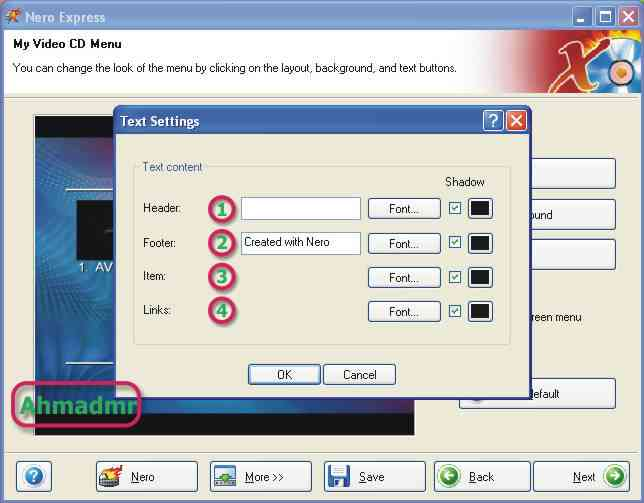 Nero Express
My Video CD Menu
You can change the look of the menu by clicking on the layout, background, and text buttons.
Text Settings
Text content
Shadow
Header: 1 Font...
Footer: 2 Created with Nero Font...
Item: 3 Font...
Links: 4 Font...
OK Cancel
1. AV
ound
reen menu
default
Ahmadmr
Nero More >> Save Back Next